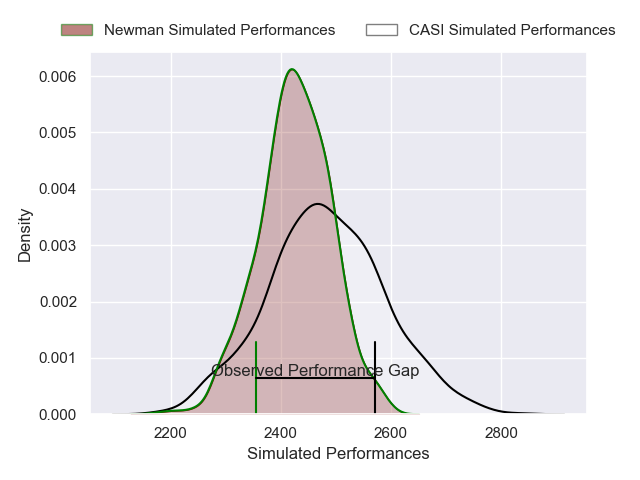 Newman Simulated Performances CASI Simulated Performances
0.006
0.005
0.004
0.003
0.002
0.001
0.000
Density
Observed Performance Gap
2200 2400 2600 2800
Simulated Performances